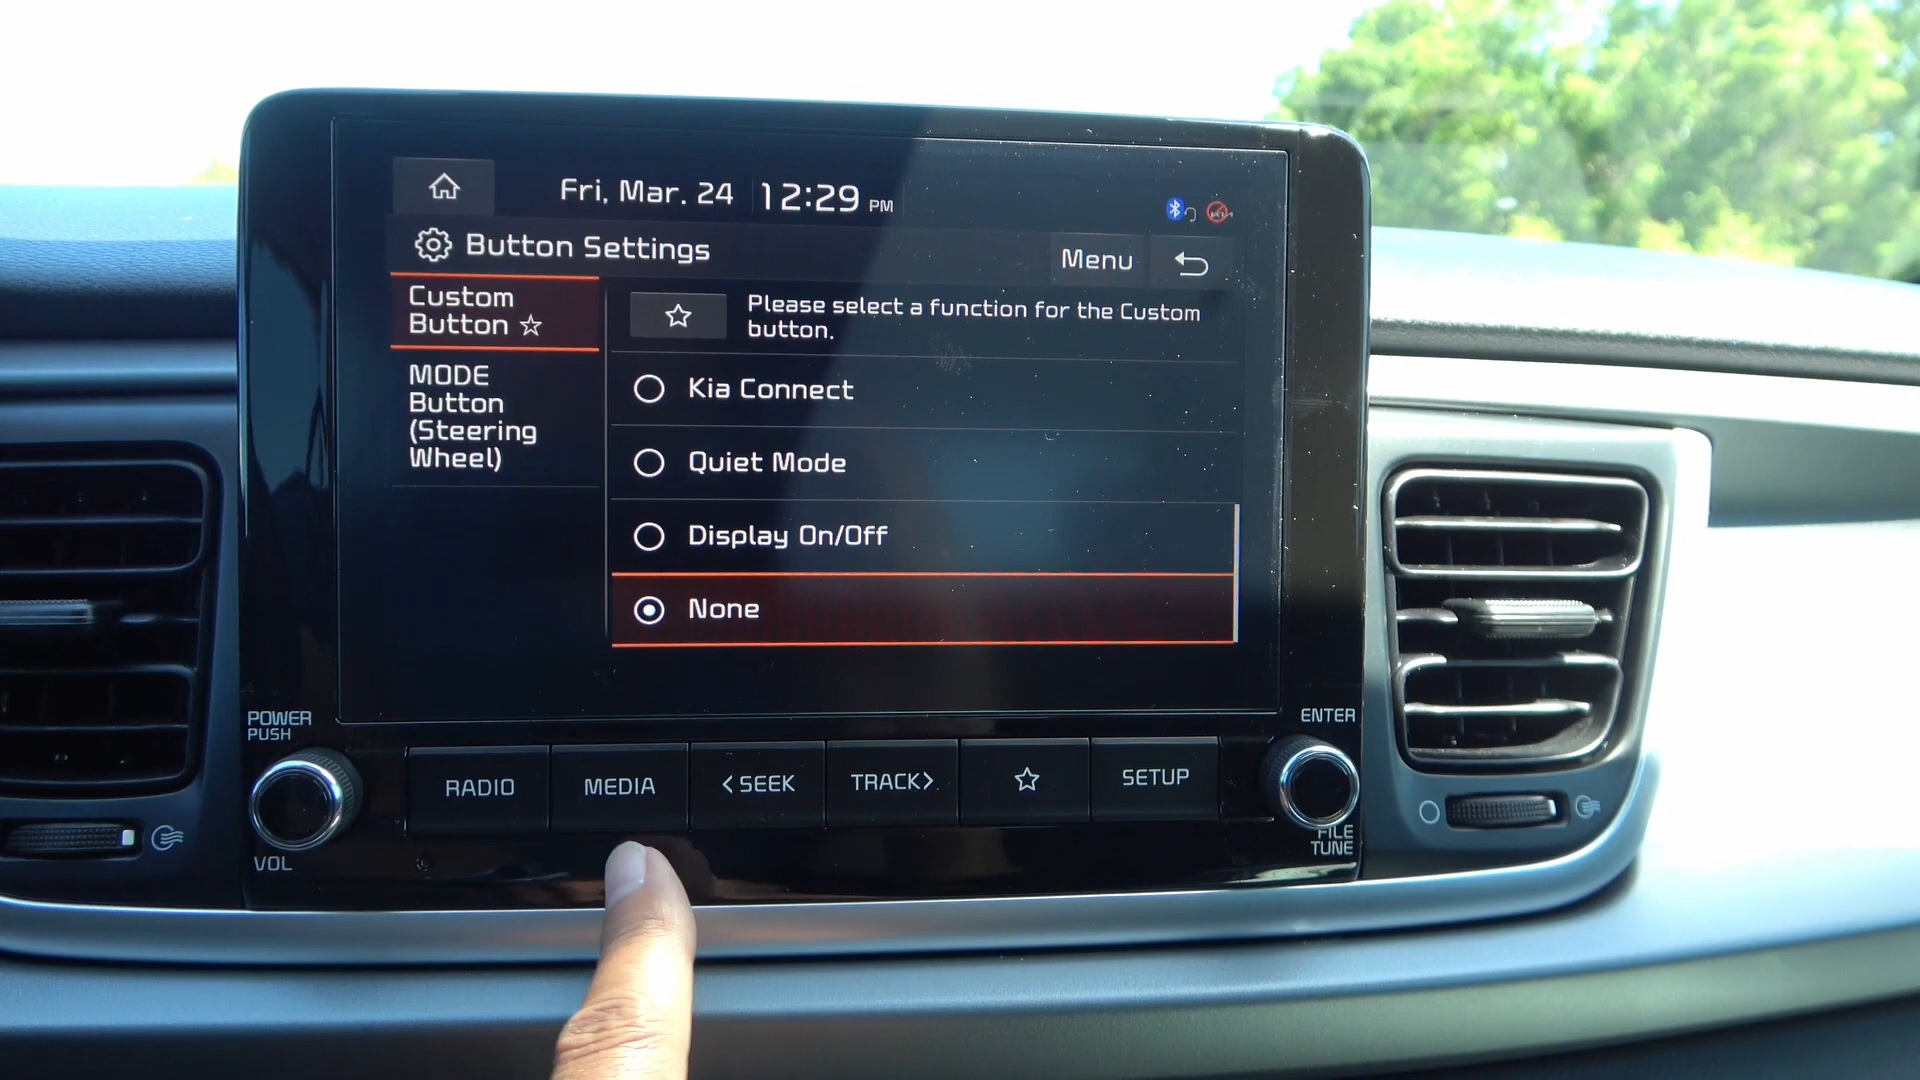 Fri, Mar. 24 12:29 PM
Button Settings
Menu
Custom
Button ☆
MODE
Button
(Steering
Wheel)
Please select a function for the Custom
button.
Kia Connect
Quiet Mode
Display On/Off
None
POWER
PUSH
VOL
RADIO
MEDIA
<SEEK
TRACK>
☆
SETUP
ENTER
FILE
TUNE